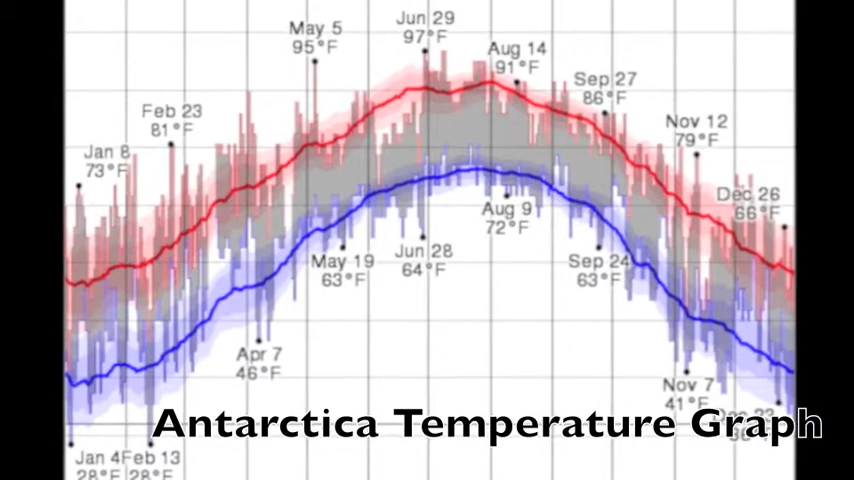 Jun 29
97°F
May 5
95°F
Aug 14
91°F
Sep 27
86°F
Feb 23
81°F
Nov 12
79°F
Jan 8
73°F
Dec 26
66°F
Aug 9
72°F
May 19
63°F
Jun 28
64°F
Sep 24
63°F
Apr 7
46°F
Nov 7
41°F
Antarctica Temperature Graph
Jan 4 Feb 13
28°F 28°F